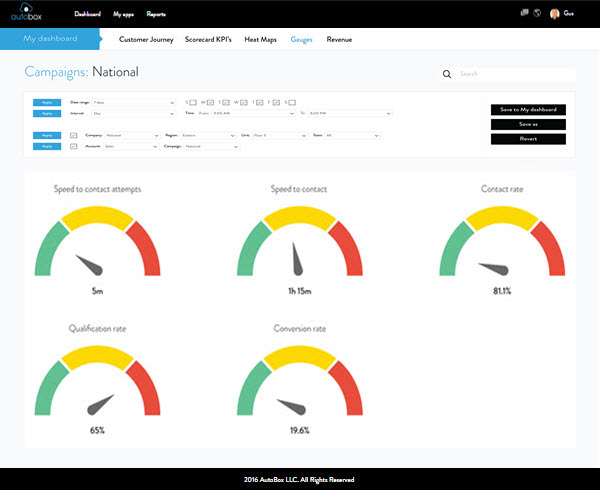 autobox
Dashboard My apps Reports Gus
My dashboard Customer Journey Scorecard KPI's Heat Maps Gauges Revenue
Campaigns: National
Search
Apply Date range: 7 days S M T W T F S
Apply Interval: Day Time: From: 9:00 AM To: 6:00 PM
Apply Company: National Region: Eastern Unit: Floor 5 Team: All
Apply Account: Sales Campaign: National
Save to My dashboard
Save as
Revert
Speed to contact attempts Speed to contact Contact rate
5m 1h 15m 81.1%
Qualification rate Conversion rate
65% 19.6%
2016 AutoBox LLC. All Rights Reserved